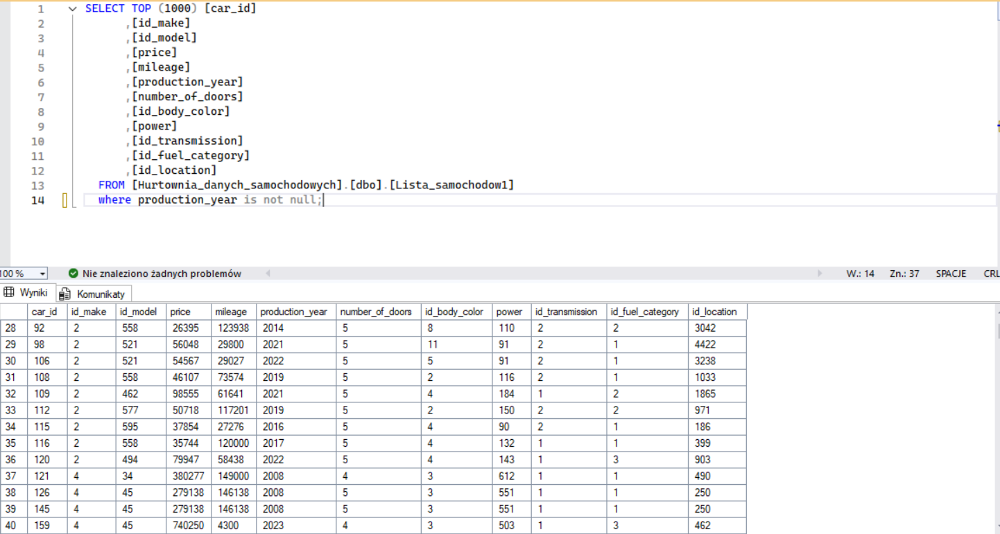 1 SELECT TOP (1000) [car_id]
2 ,[id_make]
3 ,[id_model]
4 ,[price]
5 ,[mileage]
6 ,[production_year]
7 ,[number_of_doors]
8 ,[id_body_color]
9 ,[power]
10 ,[id_transmission]
11 ,[id_fuel_category]
12 ,[id_location]
13 FROM [Hurtownia_danych_samochodowych].[dbo].[Lista_samochodow1]
14 where production_year is not null;
100 % Nie znaleziono żadnych problemów W.: 14 Zn.: 37 SPACJE CRL
Wyniki Komunikaty
car_id id_make id_model price mileage production_year number_of_doors id_body_color power id_transmission id_fuel_category id_location
28 92 2 558 26395 123938 2014 5 8 110 2 2 3042
29 98 2 521 56048 29800 2021 5 11 91 2 1 4422
30 106 2 521 54567 29027 2022 5 5 91 2 1 3238
31 108 2 558 46107 73574 2019 5 2 116 2 1 1033
32 109 2 462 98555 61641 2021 5 4 184 1 2 1865
33 112 2 577 50718 117201 2019 5 2 150 2 2 971
34 115 2 595 37854 27276 2016 5 4 90 2 1 186
35 116 2 558 35744 120000 2017 5 4 132 1 1 399
36 120 2 494 79947 58438 2022 5 4 143 1 3 903
37 121 4 34 380277 149000 2008 4 3 612 1 1 490
38 126 4 45 279138 146138 2008 5 3 551 1 1 250
39 145 4 45 279138 146138 2008 5 3 551 1 1 250
40 159 4 45 740250 4300 2023 4 3 503 1 3 462